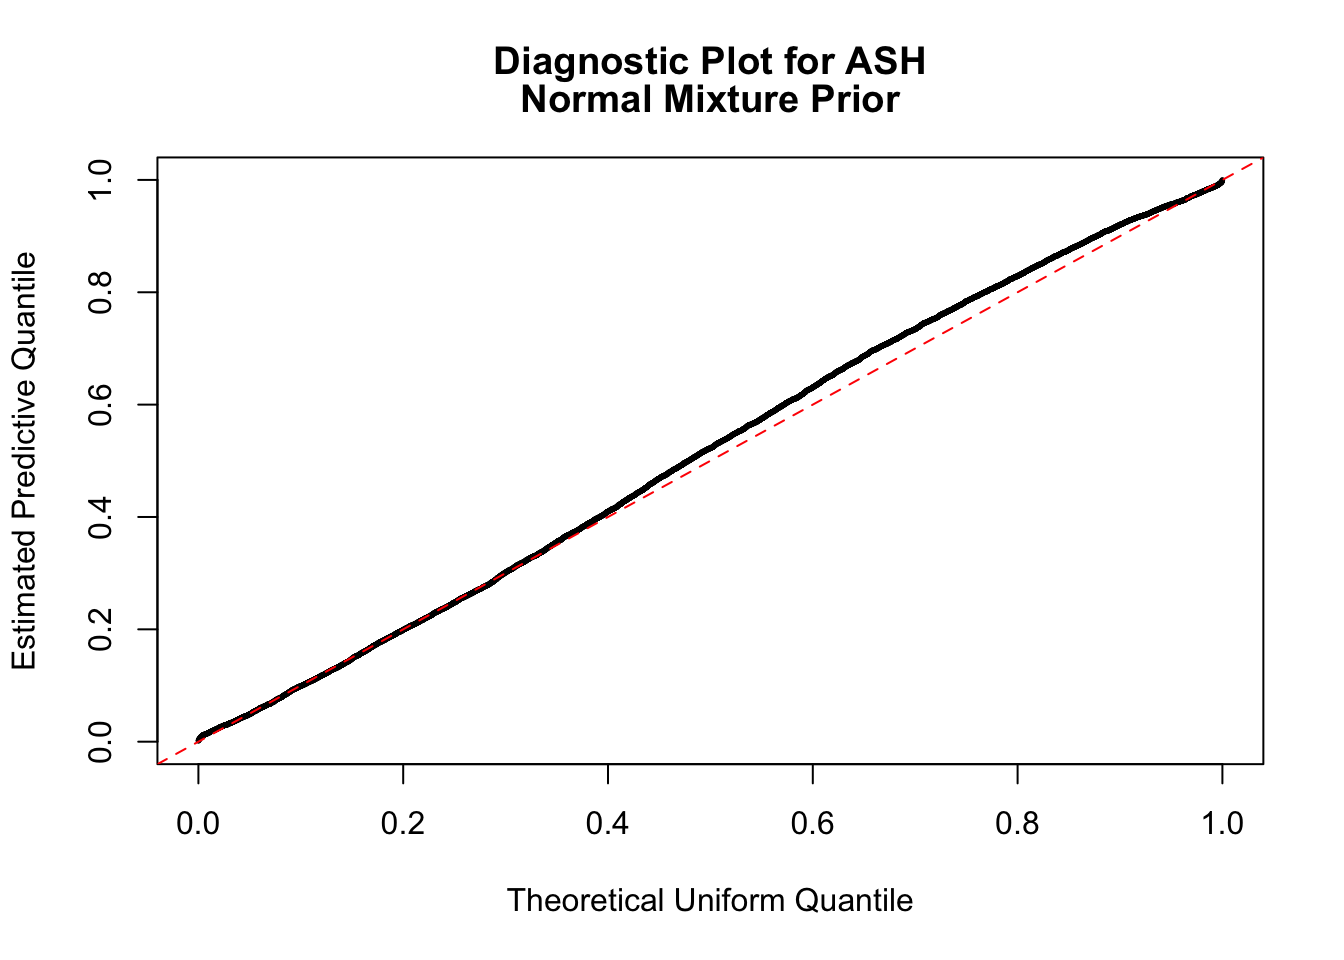 Diagnostic Plot for ASH
Normal Mixture Prior
Estimated Predictive Quantile
1.0
0.8
0.6
0.4
0.2
0.0
0.0 0.2 0.4 0.6 0.8 1.0
Theoretical Uniform Quantile